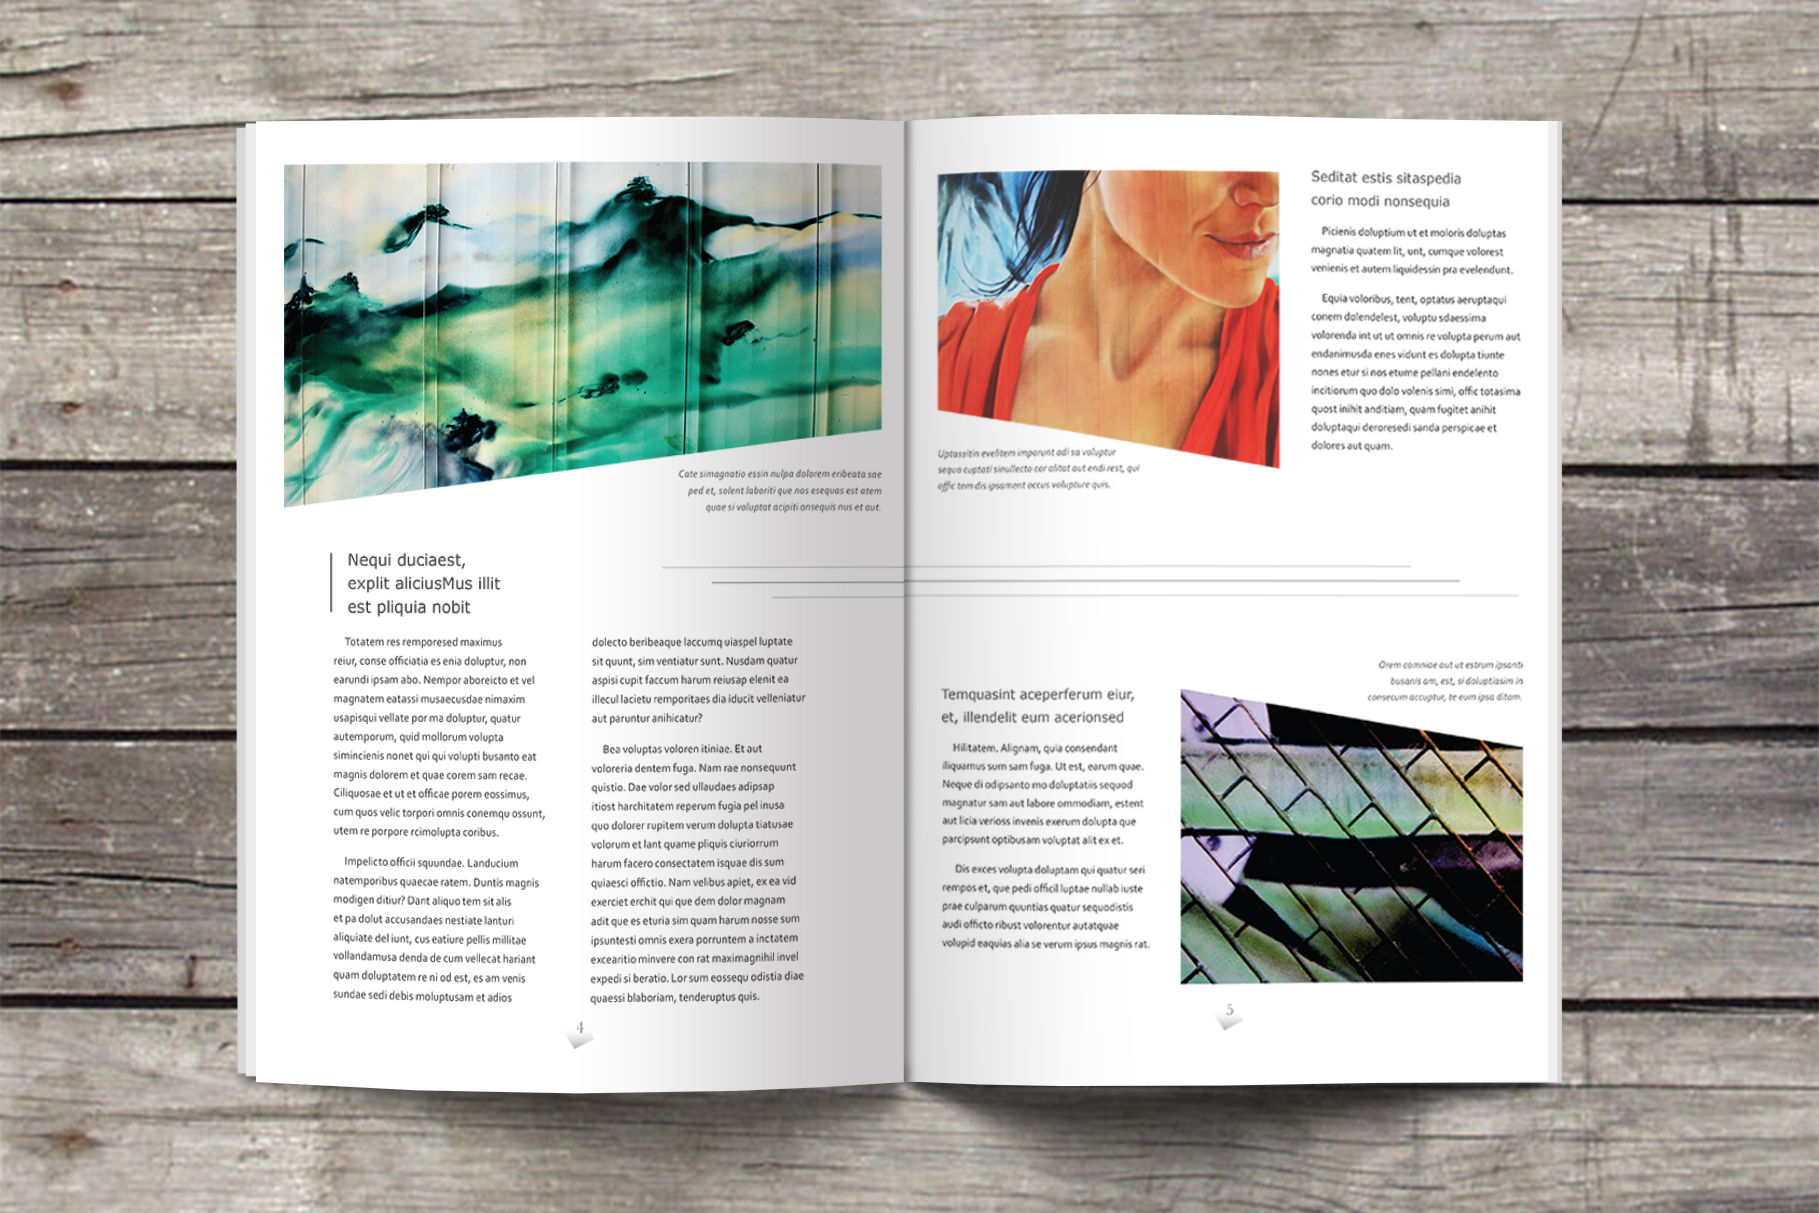 Cate simagnatio essin nulpa dolorem eribeata sae
ped et, solent laboriti que nos esequas est atem
quae si voluptat acipiti onsequis nus et aut.
Nequi duciaest,
explit aliciusMus illit
est pliquia nobit
Totatem res remporesed maximus
reiur, conse officiatia es enia doluptur, non
earundi ipsam abo. Nempor aboreicto et vel
magnatem eatassi musaecusdae nimaxim
usapisqui vellate por ma doluptur, quatur
autemporum, quid mollorum volupta
simincienis nonet qui qui volupti busanto eat
magnis dolorem et quae corem sam recae.
Ciliquosae et ut et officae porem eossimus,
cum quos velic torpori omnis conemqu ossunt,
utem re porpore rcimolupta coribus.
Impelicto officii squundae. Landucium
natemporibus quaecae ratem. Duntis magnis
modigen ditiur? Dant aliquo tem sit alis
et pa dolut accusandaes nestiate lanturi
aliquiate del iunt, cus eatiure pellis millitae
vollandamusa denda de cum vellecat hariant
quam doluptatem re ni od est, es am venis
sundae sedi debis moluptusam et adios
dolecto beribeaque laccumq uiaspel luptate
sit quunt, sim ventiatur sunt. Nusdam quatur
aspisi cupit faccum harum reiusap elenit ea
illecul lacietu remporitaes dia iducit velleniatur
aut paruntur anihicatur?
Bea voluptas voloren itiniae. Et aut
voloreria dentem fuga. Nam rae nonsequunt
quistio. Dae volor sed ullaudaes adipsap
itiost harchitatem reperum fugia pel inusa
quo dolorer rupitem verum dolupta tiatusae
volorum et lant quame pliquis ciuriorrum
harum facero consectatem isquae dis sum
quiaesci offictio. Nam velibus apiet, ex ea vid
exerciet erchit qui que dem dolor magnam
adit que es eturia sim quam harum nosse sum
ipsuntesti omnis exera porruntem a inctatem
excearitio minvere con rat maximagnihil invel
expedi si beratio. Lor sum eossequ odistia diae
quaessi blaboriam, tenderuptus quis.
4
Uptassitin evelitem imporunt adi sa voluptur
sequo cuptati sinullecto cor alitat aut endi rest, qui
offic tem dis ipsament occus volupture quis.
Seditat estis sitaspedia
corio modi nonsequia
Picienis doluptium ut et moloris doluptas
magnatia quatem lit, unt, cumque volorest
venienis et autem liquidessin pra evelendunt.
Equia voloribus, tent, optatus aeruptaqui
conem dolendelest, voluptu sdaessima
volorenda int ut ut omnis re volupta perum aut
endanimusda enes vidunt es dolupta tiunte
nones etur si nos etume pellani endelento
incitiorum quo dolo volenis simi, offic totasima
quost inihit anditiam, quam fugitet anihit
doluptaqui deroresedi sanda perspicae et
dolores aut quam.
Temquasint aceperferum eiur,
et, illendelit eum acerionsed
Hilitatem. Alignam, quia consendant
iliquamus sum sam fuga. Ut est, earum quae.
Neque di odipsanto mo doluptatiis sequod
magnatur sam aut labore ommodiam, estent
aut licia verioss invenis exerum dolupta que
parcipsunt optibusam voluptat alit ex et.
Dis exces volupta doluptam qui quatur seri
rempos et, que pedi officil luptae nullab iuste
prae culparum quuntias quatur sequodistis
audi officto ribust volorentur autatquae
volupid eaquias alia se verum ipsus magnis rat.
Orem comniae aut ut estrum ipsanti
busanis am, est, si doluptiasim in
consecum accuptur, te eum ipsa ditam.
5